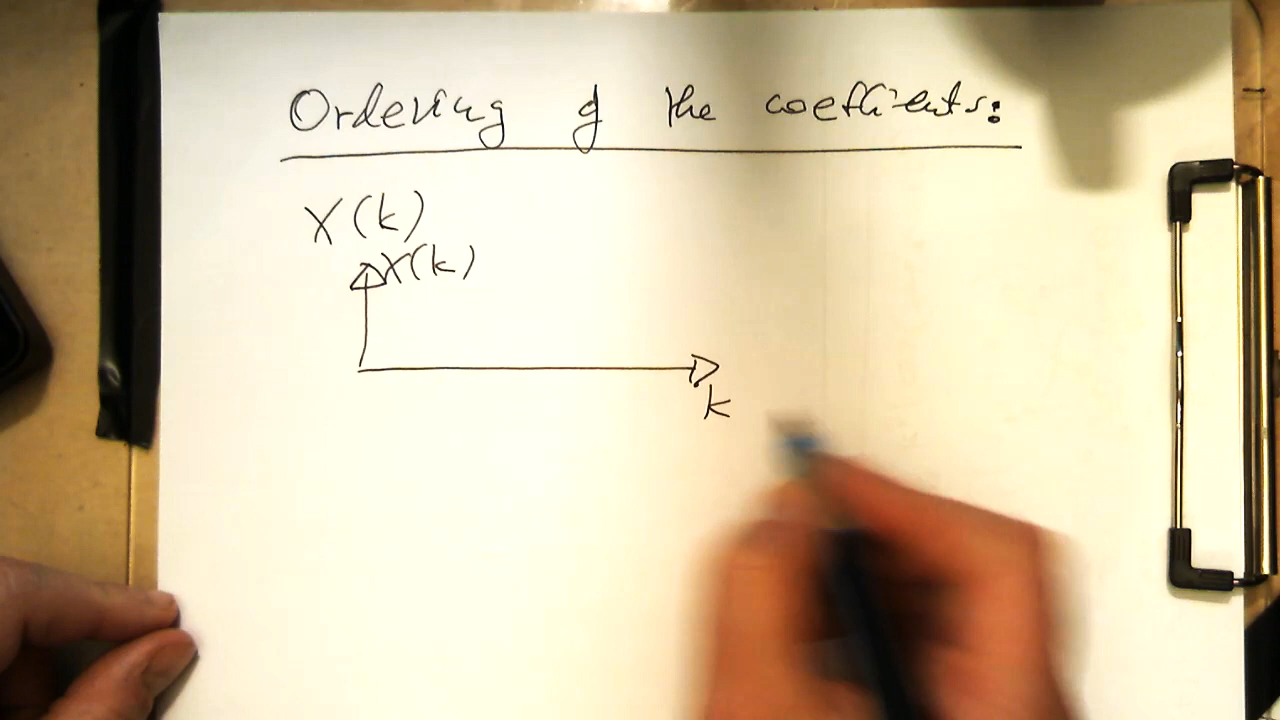 Ordering of the coefficients:
X(k)
X(k)
k